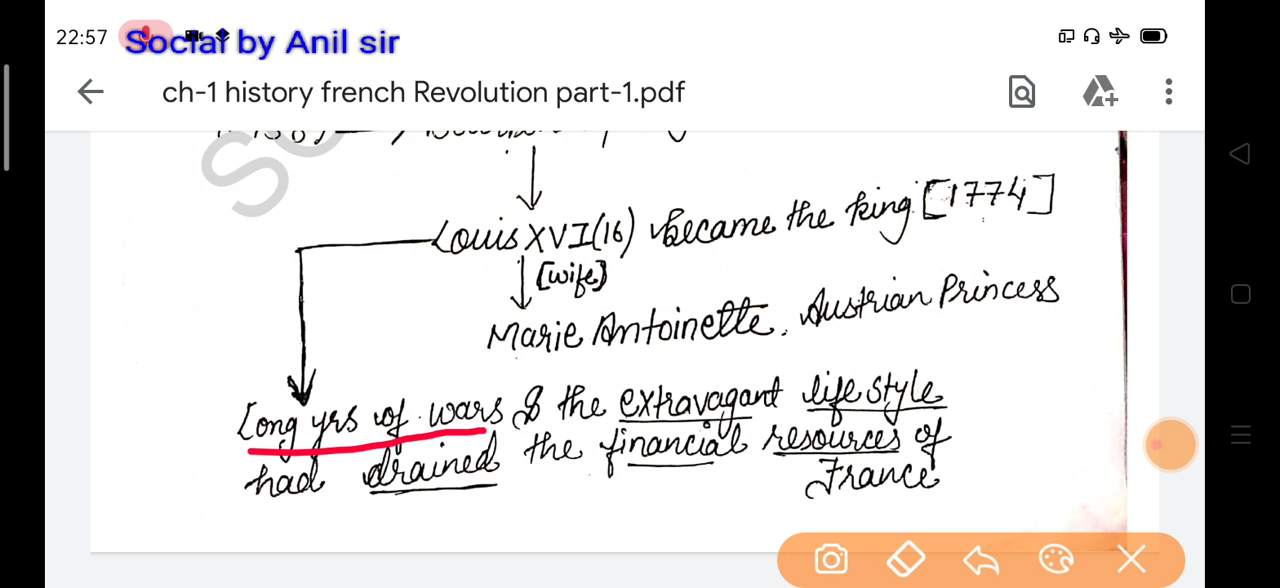 22:57
Social by Anil sir
ch-1 history french Revolution part-1.pdf
Louis XVI(16) became the king [1774]
[wife]
Marie Antoinette, Austrian Princess
Long yrs of wars & the extravagant life style
had drained the financial resources of
France